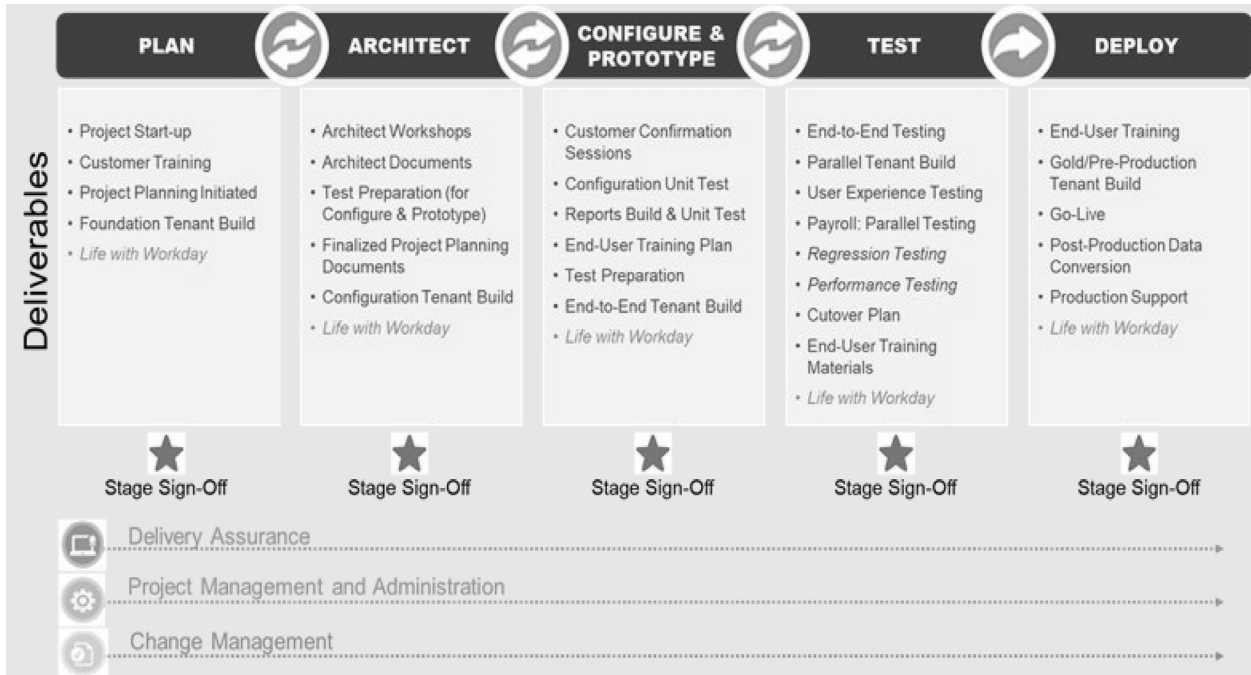 PLAN
ARCHITECT
CONFIGURE &
PROTOTYPE
TEST
DEPLOY
Deliverables
• Project Start-up
• Customer Training
• Project Planning Initiated
• Foundation Tenant Build
• Life with Workday
• Architect Workshops
• Architect Documents
• Test Preparation (for
Configure & Prototype)
• Finalized Project Planning
Documents
• Configuration Tenant Build
• Life with Workday
• Customer Confirmation
Sessions
• Configuration Unit Test
• Reports Build & Unit Test
• End-User Training Plan
• Test Preparation
• End-to-End Tenant Build
• Life with Workday
• End-to-End Testing
• Parallel Tenant Build
• User Experience Testing
• Payroll: Parallel Testing
• Regression Testing
• Performance Testing
• Cutover Plan
• End-User Training
Materials
• Life with Workday
• End-User Training
• Gold/Pre-Production
Tenant Build
• Go-Live
• Post-Production Data
Conversion
• Production Support
• Life with Workday
Stage Sign-Off
Stage Sign-Off
Stage Sign-Off
Stage Sign-Off
Stage Sign-Off
Delivery Assurance
Project Management and Administration
Change Management